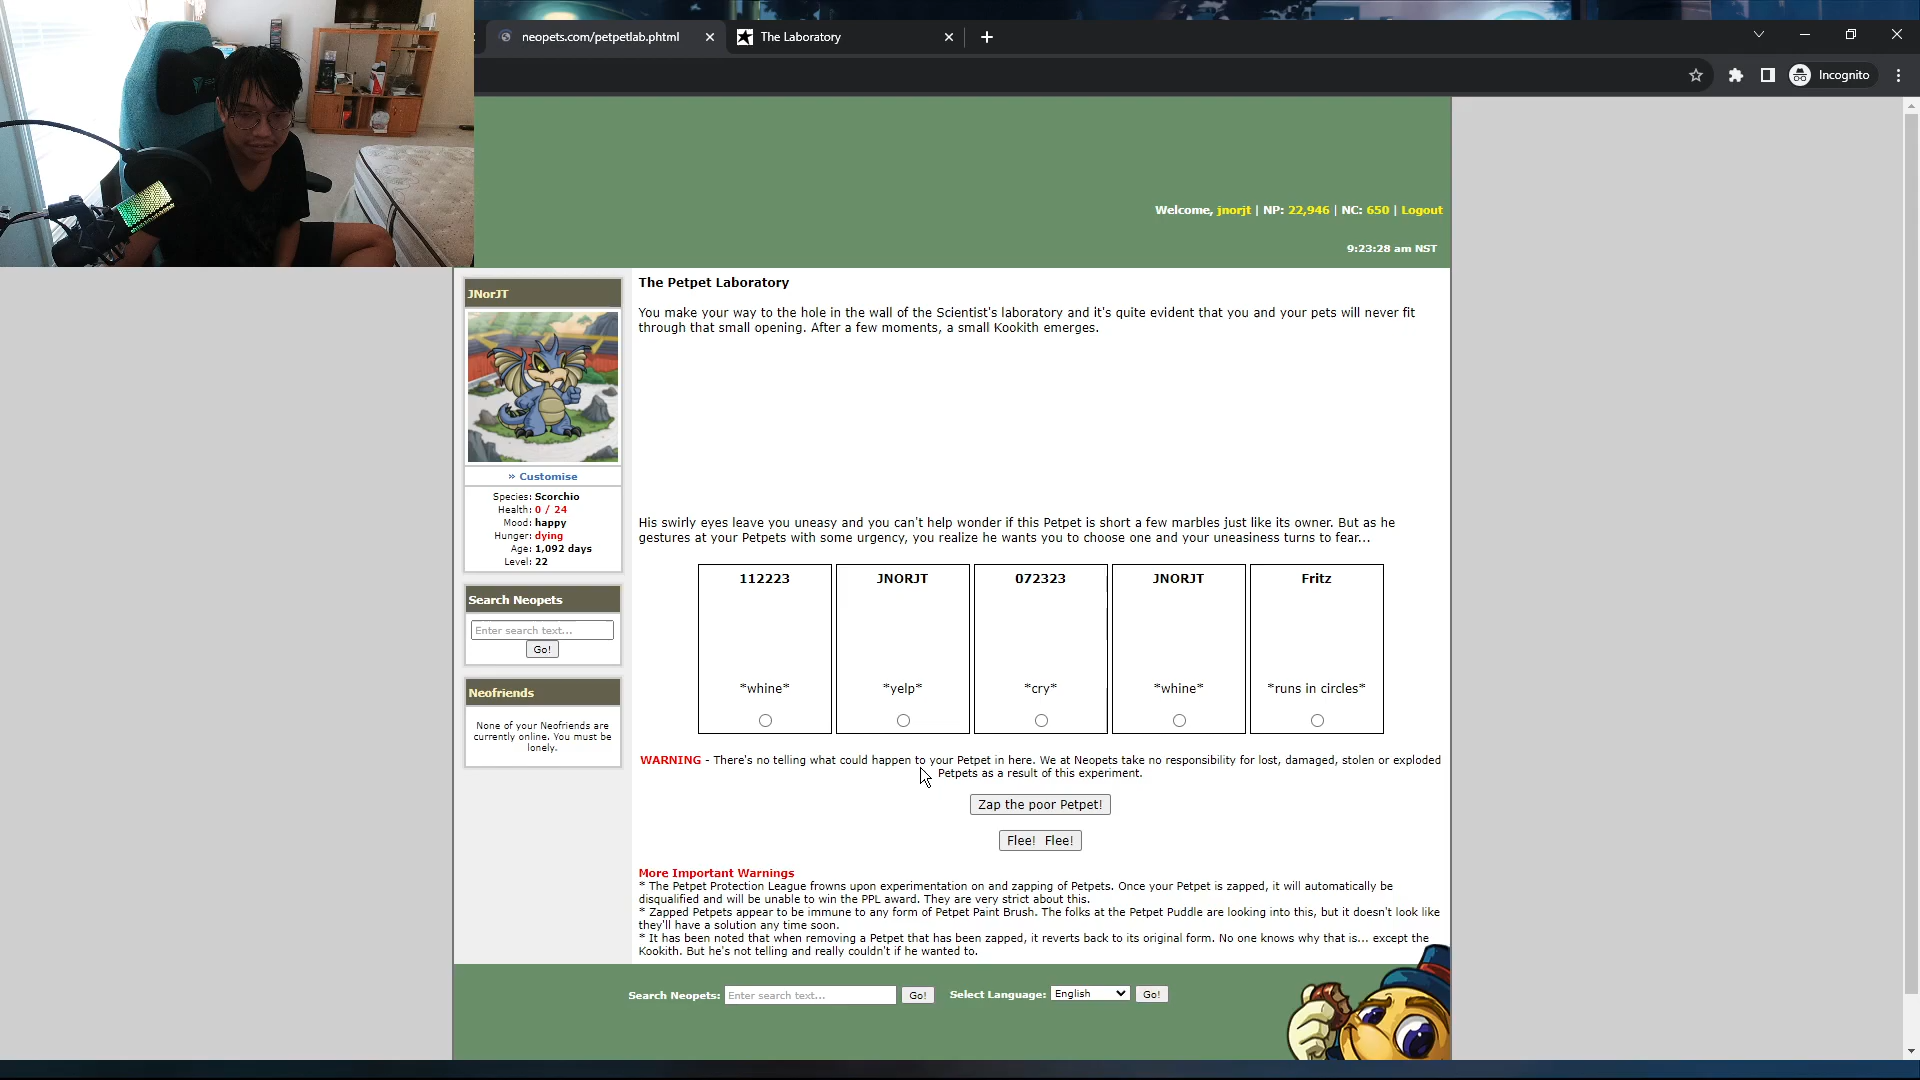 neopets.com/petpetlab.phtml
The Laboratory
Incognito
Welcome, jnorjt | NP: 22,946 | NC: 650 | Logout
9:23:28 am NST
JNorJT
» Customise
Species: Scorchio
Health: 0 / 24
Mood: happy
Hunger: dying
Age: 1,092 days
Level: 22
Search Neopets
Enter search text...
Go!
Neofriends
None of your Neofriends are
currently online. You must be
lonely.
The Petpet Laboratory
You make your way to the hole in the wall of the Scientist's laboratory and it's quite evident that you and your pets will never fit
through that small opening. After a few moments, a small Kookith emerges.
His swirly eyes leave you uneasy and you can't help wonder if this Petpet is short a few marbles just like its owner. But as he
gestures at your Petpets with some urgency, you realize he wants you to choose one and your uneasiness turns to fear...
112223 JNORJT 072323 JNORJT Fritz
*whine* *yelp* *cry* *whine* *runs in circles*
WARNING - There's no telling what could happen to your Petpet in here. We at Neopets take no responsibility for lost, damaged, stolen or exploded
Petpets as a result of this experiment.
Zap the poor Petpet!
Flee! Flee!
More Important Warnings
* The Petpet Protection League frowns upon experimentation on and zapping of Petpets. Once your Petpet is zapped, it will automatically be
disqualified and will be unable to win the PPL award. They are very strict about this.
* Zapped Petpets appear to be immune to any form of Petpet Paint Brush. The folks at the Petpet Puddle are looking into this, but it doesn't look like
they'll have a solution any time soon.
* It has been noted that when removing a Petpet that has been zapped, it reverts back to its original form. No one knows why that is... except the
Kookith. But he's not telling and really couldn't if he wanted to.
Search Neopets: Enter search text... Go! Select Language: English Go!